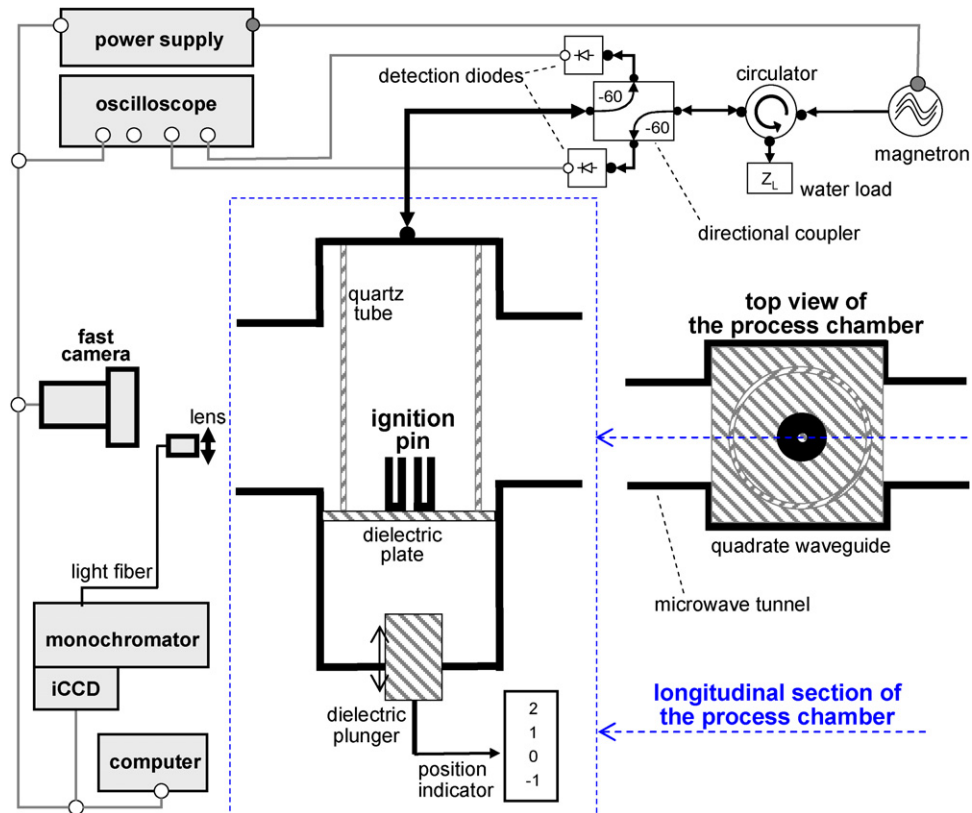 power supply
oscilloscope
detection diodes
-60
-60
circulator
magnetron
Z_L
water load
directional coupler
quartz
tube
top view of
the process chamber
fast
camera
lens
ignition
pin
dielectric
plate
quadrate waveguide
light fiber
microwave tunnel
monochromator
iCCD
longitudinal section of
the process chamber
dielectric
plunger
2
1
0
-1
position
indicator
computer